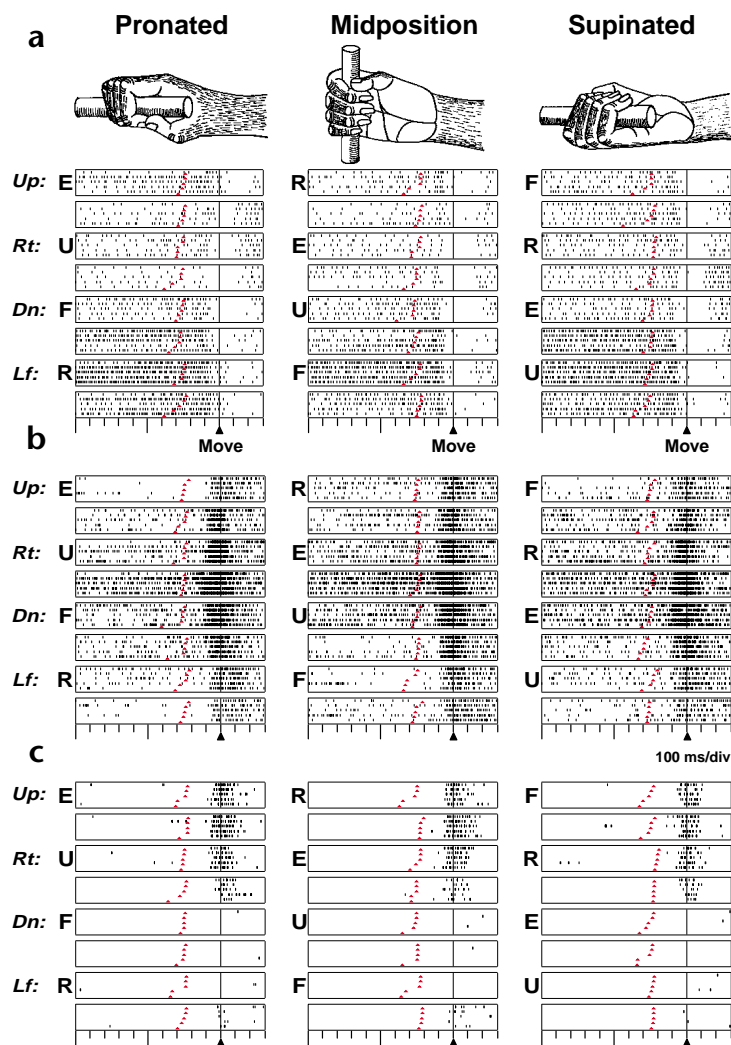 Pronated Midposition Supinated
a
Up: E R F
Rt: U E R
Dn: F U E
Lf: R F U
Move Move Move
b
Up: E R F
Rt: U E R
Dn: F U E
Lf: R F U
100 ms/div
c
Up: E R F
Rt: U E R
Dn: F U E
Lf: R F U